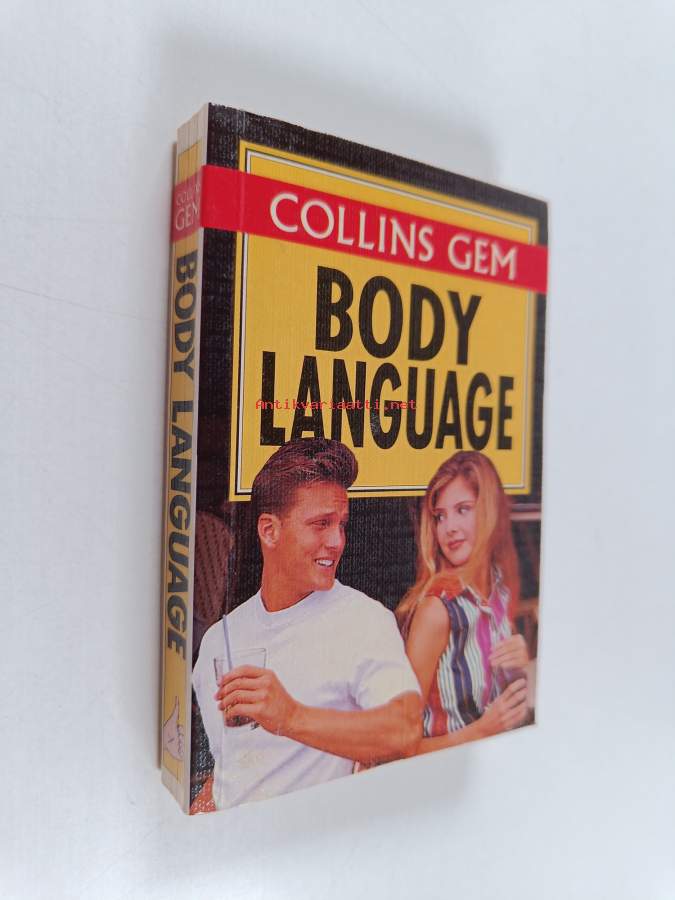 COLLINS GEM
BODY
LANGUAGE
Antikvariaatti.net
COLLINS
GEM
BODY LANGUAGE